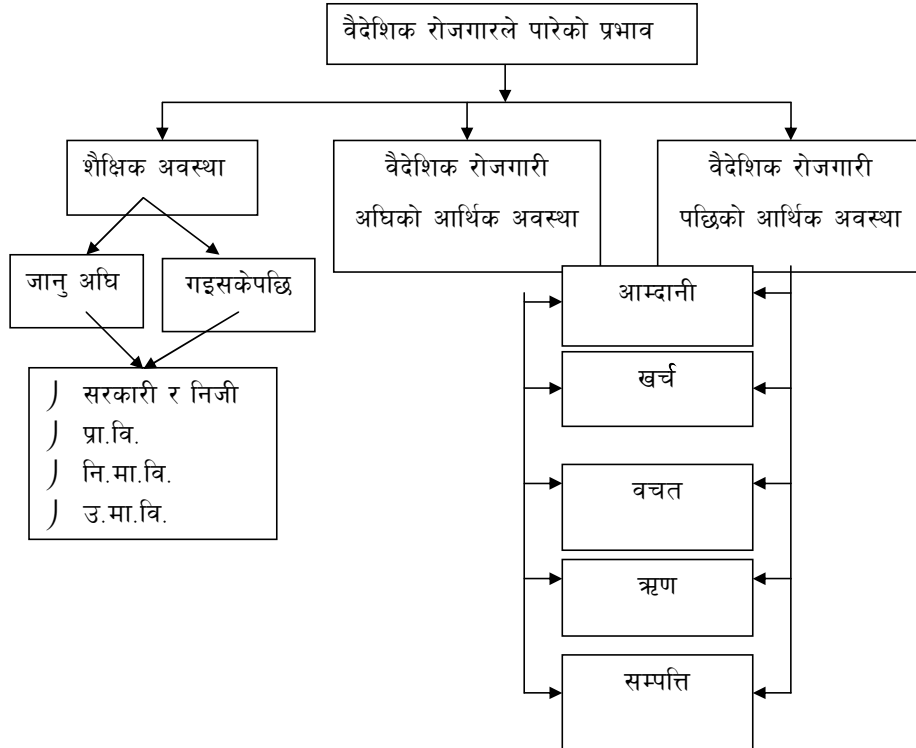 वैदेशिक रोजगारले पारेको प्रभाव
शैक्षिक अवस्था
वैदेशिक रोजगारी
अघिको आर्थिक अवस्था
वैदेशिक रोजगारी
पछिको आर्थिक अवस्था
जानु अघि
गइसकेपछि
सरकारी र निजी
प्रा.वि.
नि.मा.वि.
उ.मा.वि.
आम्दानी
खर्च
वचत
ऋण
सम्पत्ति